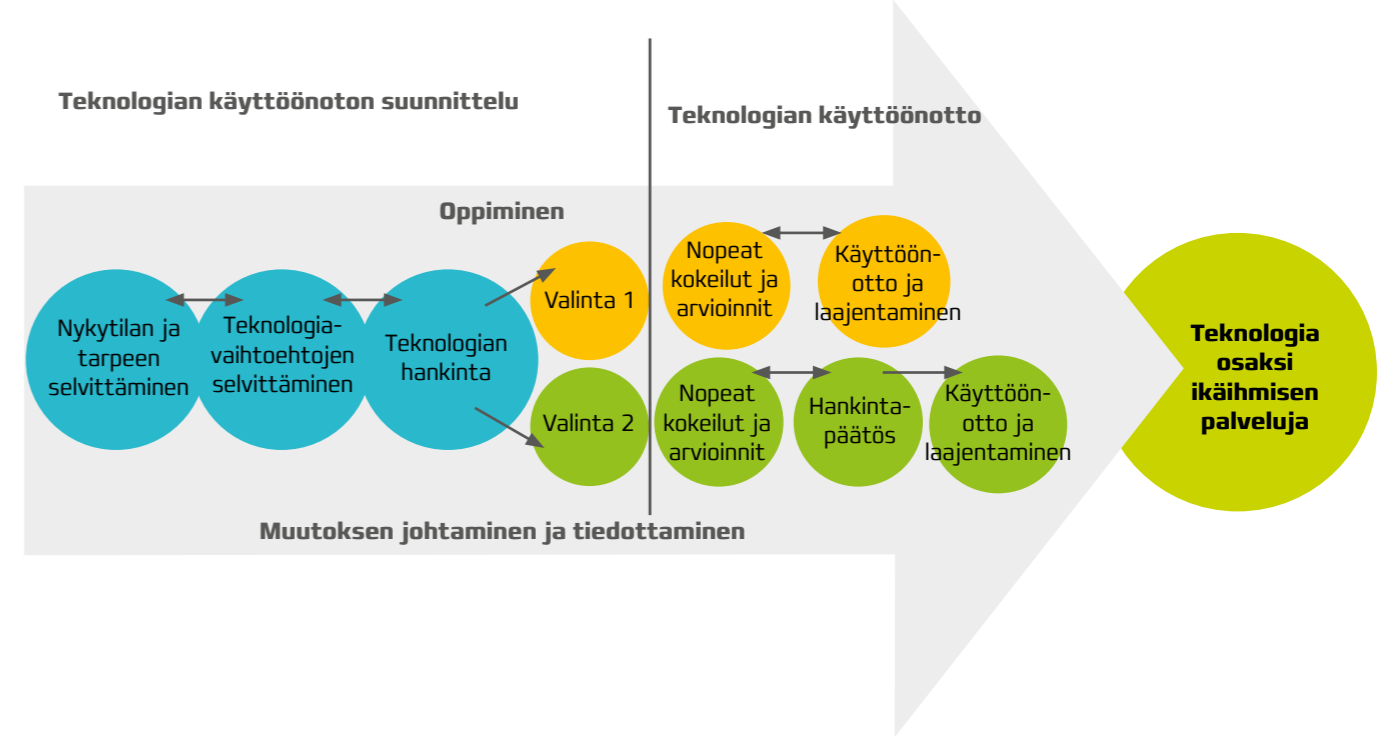 Teknologian käyttöönoton suunnittelu
Teknologian käyttöönotto
Oppiminen
Nykytilan ja
tarpeen
selvittäminen
Teknologia-
vaihtoehtojen
selvittäminen
Teknologian
hankinta
Valinta 1
Valinta 2
Nopeat
kokeilut ja
arvioinnit
Käyttöön-
otto ja
laajentaminen
Nopeat
kokeilut ja
arvioinnit
Hankinta-
päätös
Käyttöön-
otto ja
laajentaminen
Teknologia
osaksi
ikäihmisen
palveluja
Muutoksen johtaminen ja tiedottaminen